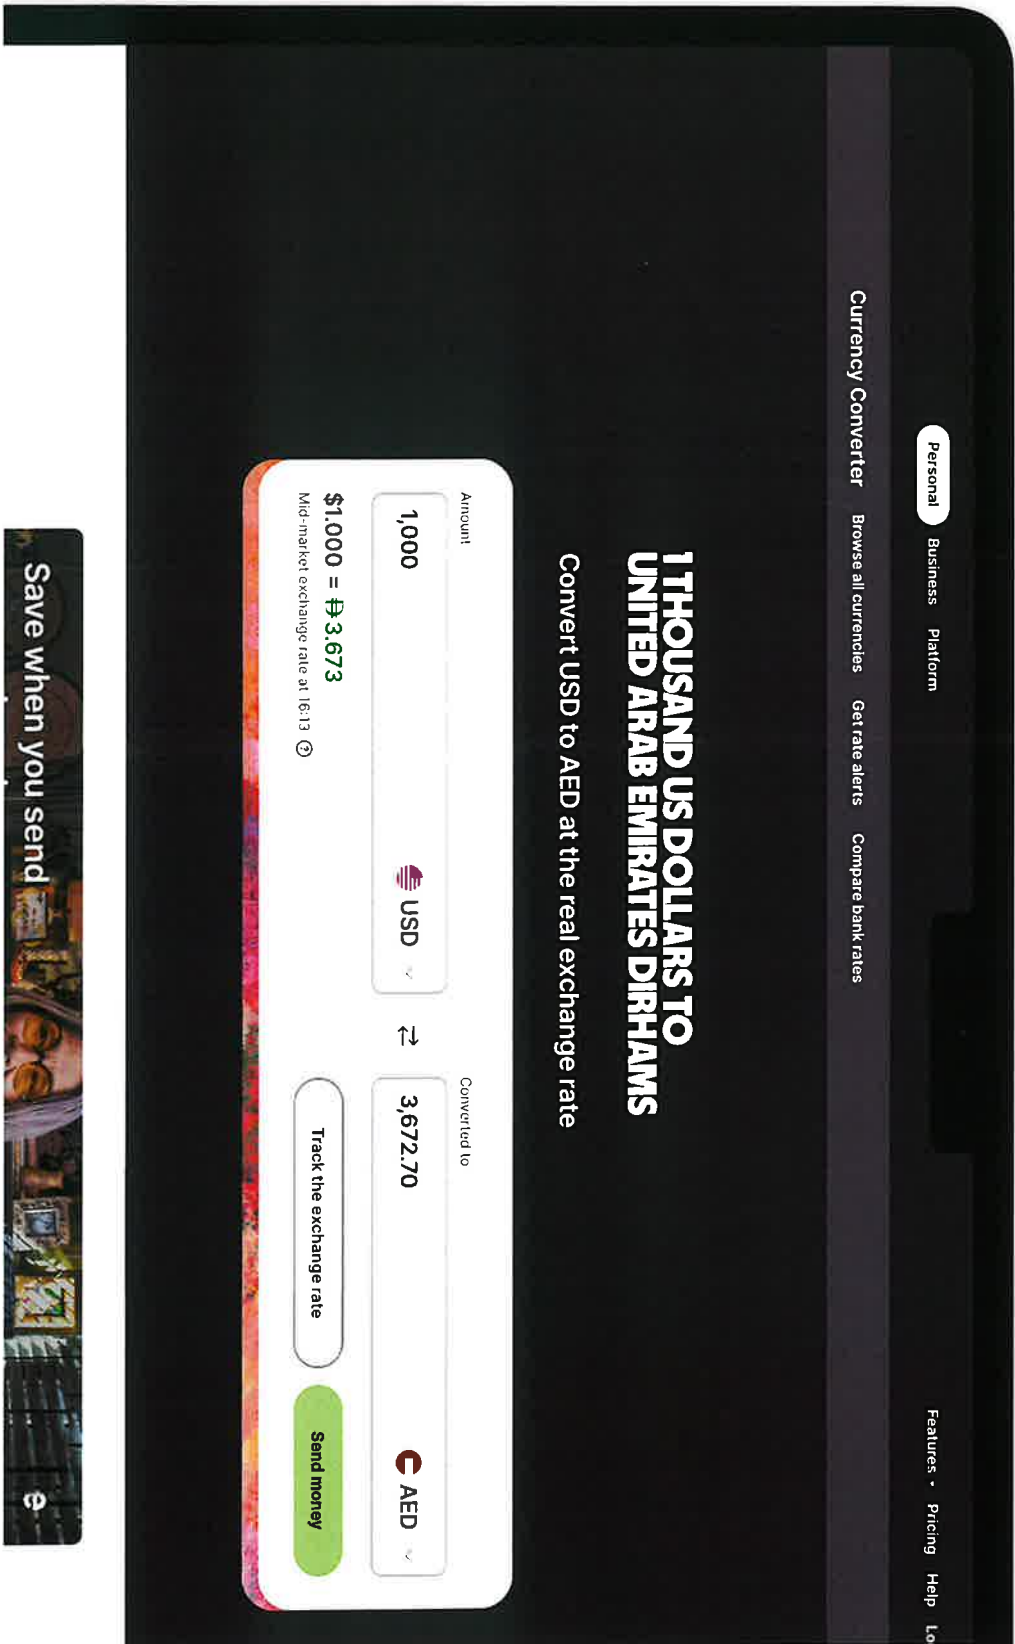 Personal Business Platform Features Pricing Help Lo
Currency Converter Browse all currencies Get rate alerts Compare bank rates
1 THOUSAND US DOLLARS TO
UNITED ARAB EMIRATES DIRHAMS
Convert USD to AED at the real exchange rate
Amount Converted to
1,000 USD 3,672.70 AED
$1.000 = 3.673
Mid-market exchange rate at 16:13
Track the exchange rate Send money
Save when you send